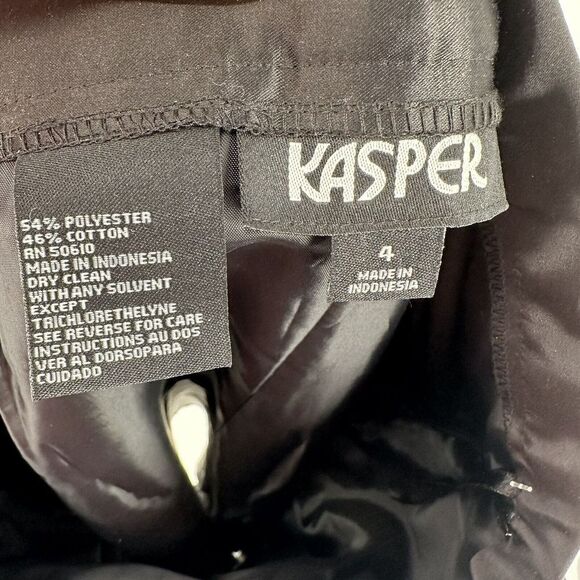 KASPER
4
MADE IN
INDONESIA
54% POLYESTER
46% COTTON
RN 50610
MADE IN INDONESIA
DRY CLEAN
WITH ANY SOLVENT
EXCEPT
TRICHLORETHELYNE
SEE REVERSE FOR CARE
INSTRUCTIONS AU DOS
VER AL DORSOPARA
CUIDADO